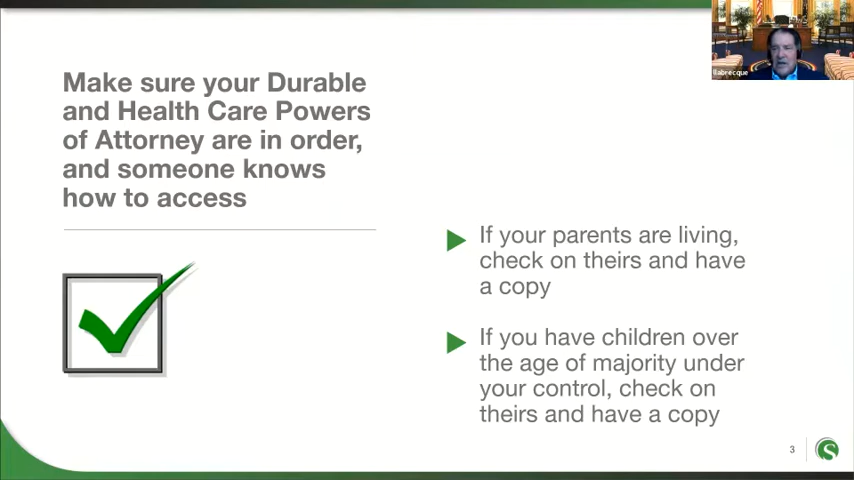 Make sure your Durable
and Health Care Powers
of Attorney are in order,
and someone knows
how to access
If your parents are living,
check on theirs and have
a copy
If you have children over
the age of majority under
your control, check on
theirs and have a copy
3
S
llabrecque